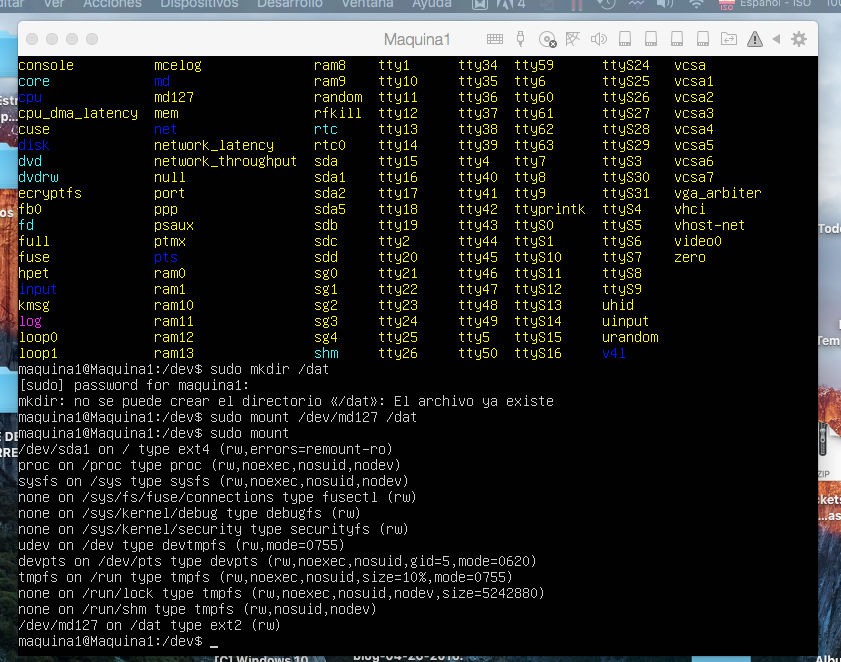 Ver Acciones Dispositivos Desarrollo Ventana Ayuda 4 ISO Español - ISO
Maquina1
console mcelog ram8 tty1 tty34 tty59 ttyS24 vcsa
core md ram9 tty10 tty35 tty6 ttyS25 vcsa1
cpu md127 random tty11 tty36 tty60 ttyS26 vcsa2
cpu_dma_latency mem rfkill tty12 tty37 tty61 ttyS27 vcsa3
cuse net rtc tty13 tty38 tty62 ttyS28 vcsa4
disk network_latency rtc0 tty14 tty39 tty63 ttyS29 vcsa5
dvd network_throughput sda tty15 tty4 tty7 ttyS3 vcsa6
dvdrw null sda1 tty16 tty40 tty8 ttyS30 vcsa7
ecryptfs port sda2 tty17 tty41 tty9 ttyS31 vga_arbiter
fb0 ppp sda5 tty18 tty42 ttyprintk ttyS4 vhci
fd psaux sdb tty19 tty43 ttyS0 ttyS5 vhost-net
full ptmx sdc tty2 tty44 ttyS1 ttyS6 video0
fuse pts sdd tty20 tty45 ttyS10 ttyS7 zero
hpet ram0 sg0 tty21 tty46 ttyS11 ttyS8
input ram1 sg1 tty22 tty47 ttyS12 ttyS9
kmsg ram10 sg2 tty23 tty48 ttyS13 uhid
log ram11 sg3 tty24 tty49 ttyS14 uinput
loop0 ram12 sg4 tty25 tty5 ttyS15 urandom
loop1 ram13 shm tty26 tty50 ttyS16 v4l
maquina1@Maquina1:/dev$ sudo mkdir /dat
[sudo] password for maquina1:
mkdir: no se puede crear el directorio «/dat»: El archivo ya existe
maquina1@Maquina1:/dev$ sudo mount /dev/md127 /dat
maquina1@Maquina1:/dev$ sudo mount
/dev/sda1 on / type ext4 (rw,errors=remount-ro)
proc on /proc type proc (rw,noexec,nosuid,nodev)
sysfs on /sys type sysfs (rw,noexec,nosuid,nodev)
none on /sys/fs/fuse/connections type fusectl (rw)
none on /sys/kernel/debug type debugfs (rw)
none on /sys/kernel/security type securityfs (rw)
udev on /dev type devtmpfs (rw,mode=0755)
devpts on /dev/pts type devpts (rw,noexec,nosuid,gid=5,mode=0620)
tmpfs on /run type tmpfs (rw,noexec,nosuid,size=10%,mode=0755)
none on /run/lock type tmpfs (rw,noexec,nosuid,nodev,size=5242880)
none on /run/shm type tmpfs (rw,nosuid,nodev)
/dev/md127 on /dat type ext2 (rw)
maquina1@Maquina1:/dev$ _
ZIP
[C] Windows 10